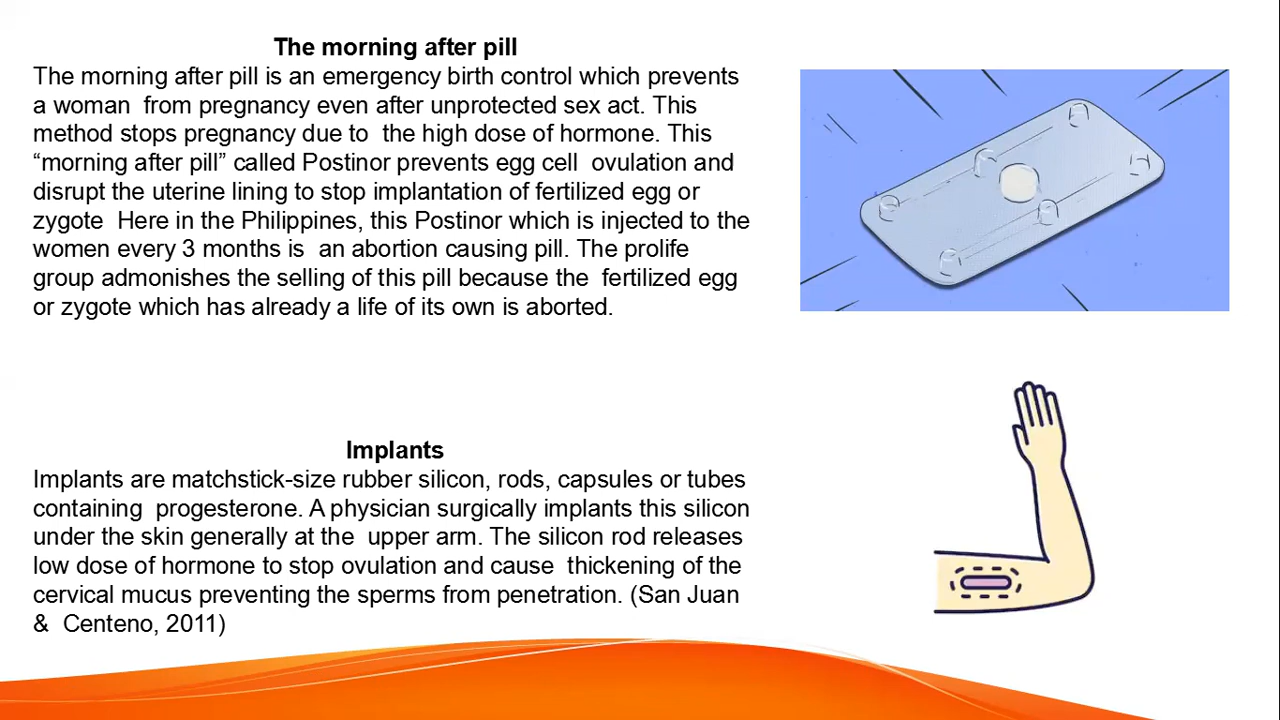 The morning after pill
The morning after pill is an emergency birth control which prevents
a woman  from pregnancy even after unprotected sex act. This
method stops pregnancy due to  the high dose of hormone. This
“morning after pill” called Postinor prevents egg cell  ovulation and
disrupt the uterine lining to stop implantation of fertilized egg or
zygote  Here in the Philippines, this Postinor which is injected to the
women every 3 months is  an abortion causing pill. The prolife
group admonishes the selling of this pill because the  fertilized egg
or zygote which has already a life of its own is aborted.
Implants
Implants are matchstick-size rubber silicon, rods, capsules or tubes
containing  progesterone. A physician surgically implants this silicon
under the skin generally at the  upper arm. The silicon rod releases
low dose of hormone to stop ovulation and cause  thickening of the
cervical mucus preventing the sperms from penetration. (San Juan
&  Centeno, 2011)